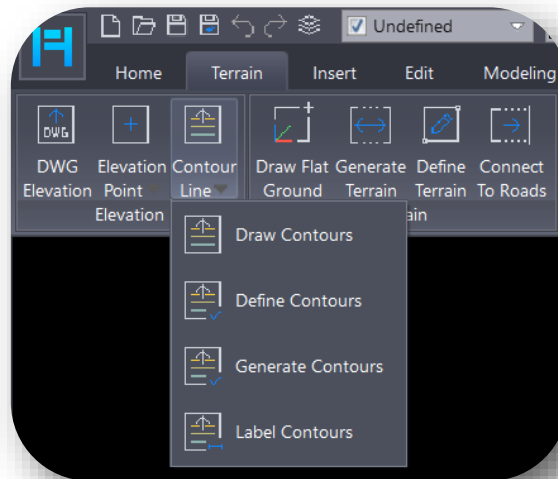 Undefined
Home Terrain Insert Edit Modeling
DWG
DWG Elevation Contour Draw Flat Generate Define Connect
Elevation Point Line Ground Terrain Terrain To Roads
Elevation ain
Draw Contours
Define Contours
Generate Contours
Label Contours